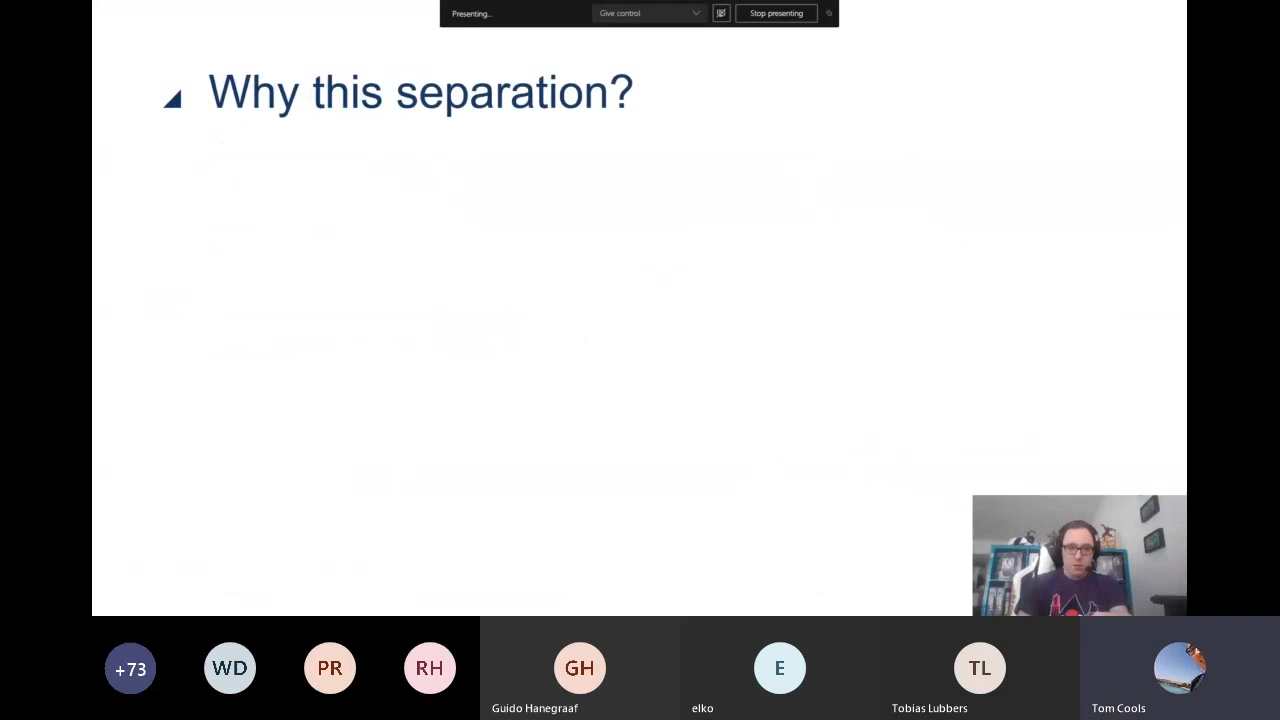 Presenting...
Give control
Stop presenting
Why this separation?
+73
WD
PR
RH
GH
E
TL
Guido Hanegraaf
elko
Tobias Lubbers
Tom Cools